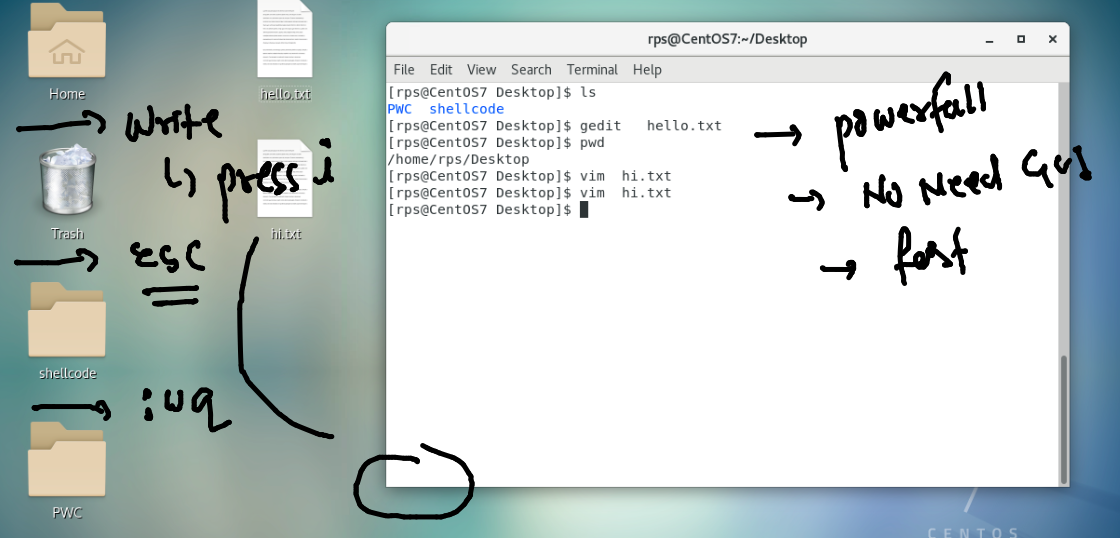 rps@CentOS7:~/Desktop
File Edit View Search Terminal Help
[rps@CentOS7 Desktop]$ ls
PWC shellcode
[rps@CentOS7 Desktop]$ gedit hello.txt
[rps@CentOS7 Desktop]$ pwd
/home/rps/Desktop
[rps@CentOS7 Desktop]$ vim hi.txt
[rps@CentOS7 Desktop]$ vim hi.txt
[rps@CentOS7 Desktop]$
→ powerfull
→ No Need GUI
→ fast
Home
hello.txt
→ Write
↳ press i
Trash
hi.txt
→ esc
shellcode
→ :wq
PWC
7
CENTOS